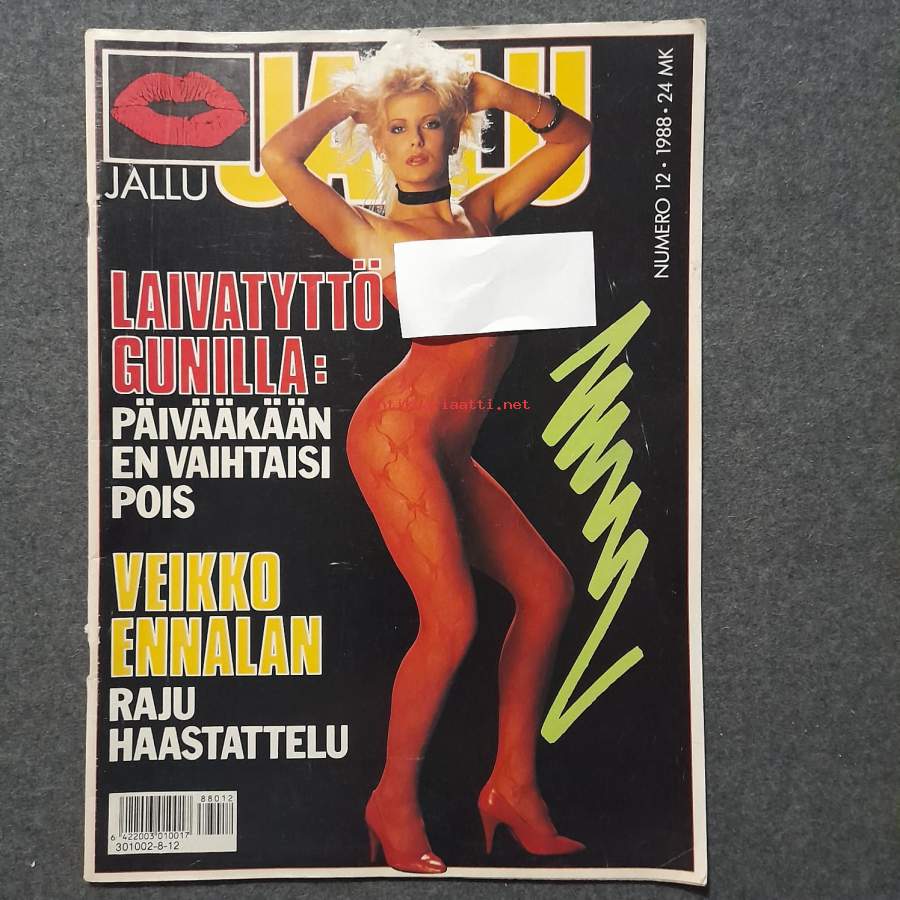 JALLU
JALLU
NUMERO 12 • 1988 • 24 MK
LAIVATYTTÖ
GUNILLA:
PÄIVÄÄKÄÄN
EN VAIHTAISI
POIS
VEIKKO
ENNALAN
RAJU
HAASTATTELU
88012
6 422003 010017
301002-8-12